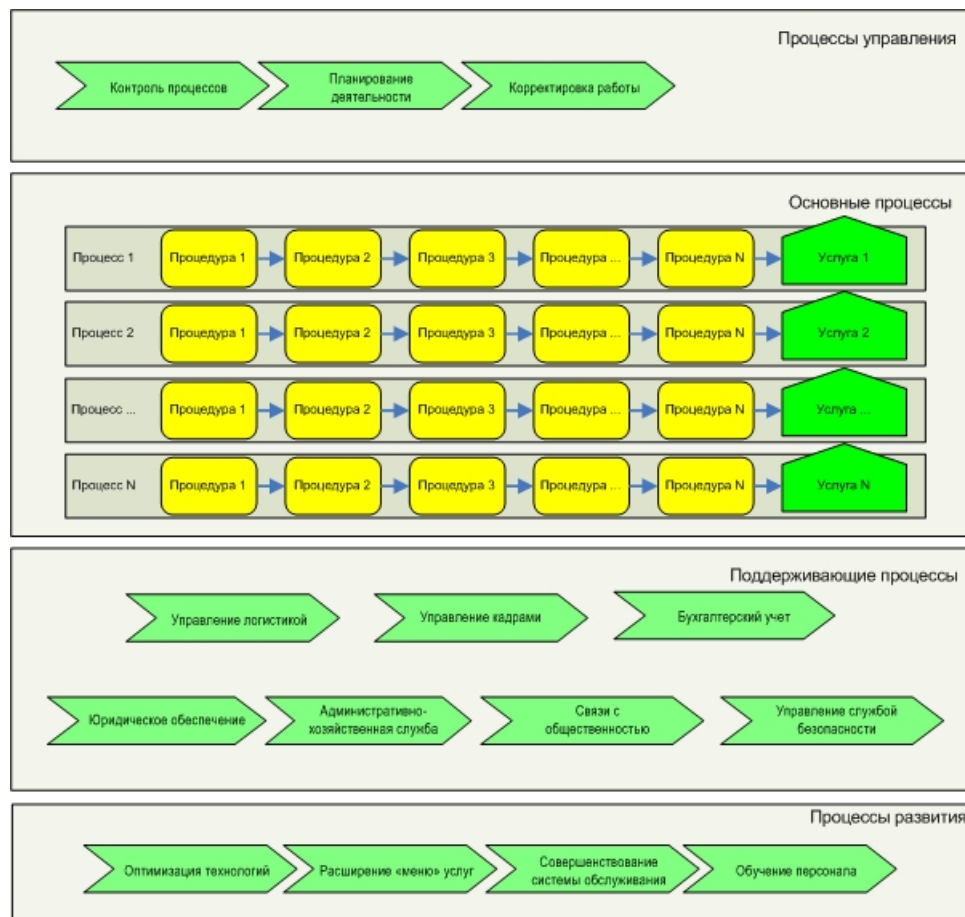 Процессы управления
Контроль процессов
Планирование
деятельности
Корректировка работы
Основные процессы
Процесс 1
Процедура 1
Процедура 2
Процедура 3
Процедура ...
Процедура N
Услуга 1
Процесс 2
Процедура 1
Процедура 2
Процедура 3
Процедура ...
Процедура N
Услуга 2
Процесс ...
Процедура 1
Процедура 2
Процедура 3
Процедура ...
Процедура N
Услуга ...
Процесс N
Процедура 1
Процедура 2
Процедура 3
Процедура ...
Процедура N
Услуга N
Поддерживающие процессы
Управление логистикой
Управление кадрами
Бухгалтерский учет
Юридическое обеспечение
Административно-
хозяйственная служба
Связи с
общественностью
Управление службой
безопасности
Процессы развития
Оптимизация технологий
Расширение «меню» услуг
Совершенствование
системы обслуживания
Обучение персонала